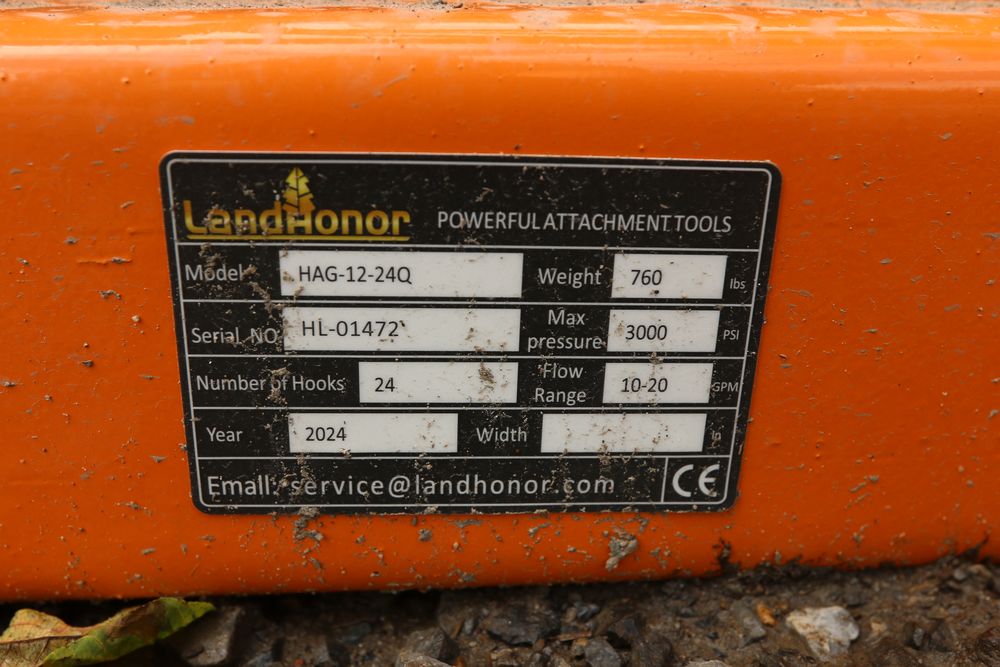 LandHonor POWERFUL ATTACHMENT TOOLS
Model HAG-12-24Q Weight 760 lbs
Serial NO HL-01472 Max pressure 3000 PSI
Number of Hooks 24 Flow Range 10-20 GPM
Year 2024 Width in
Email: service@landhonor.com CE